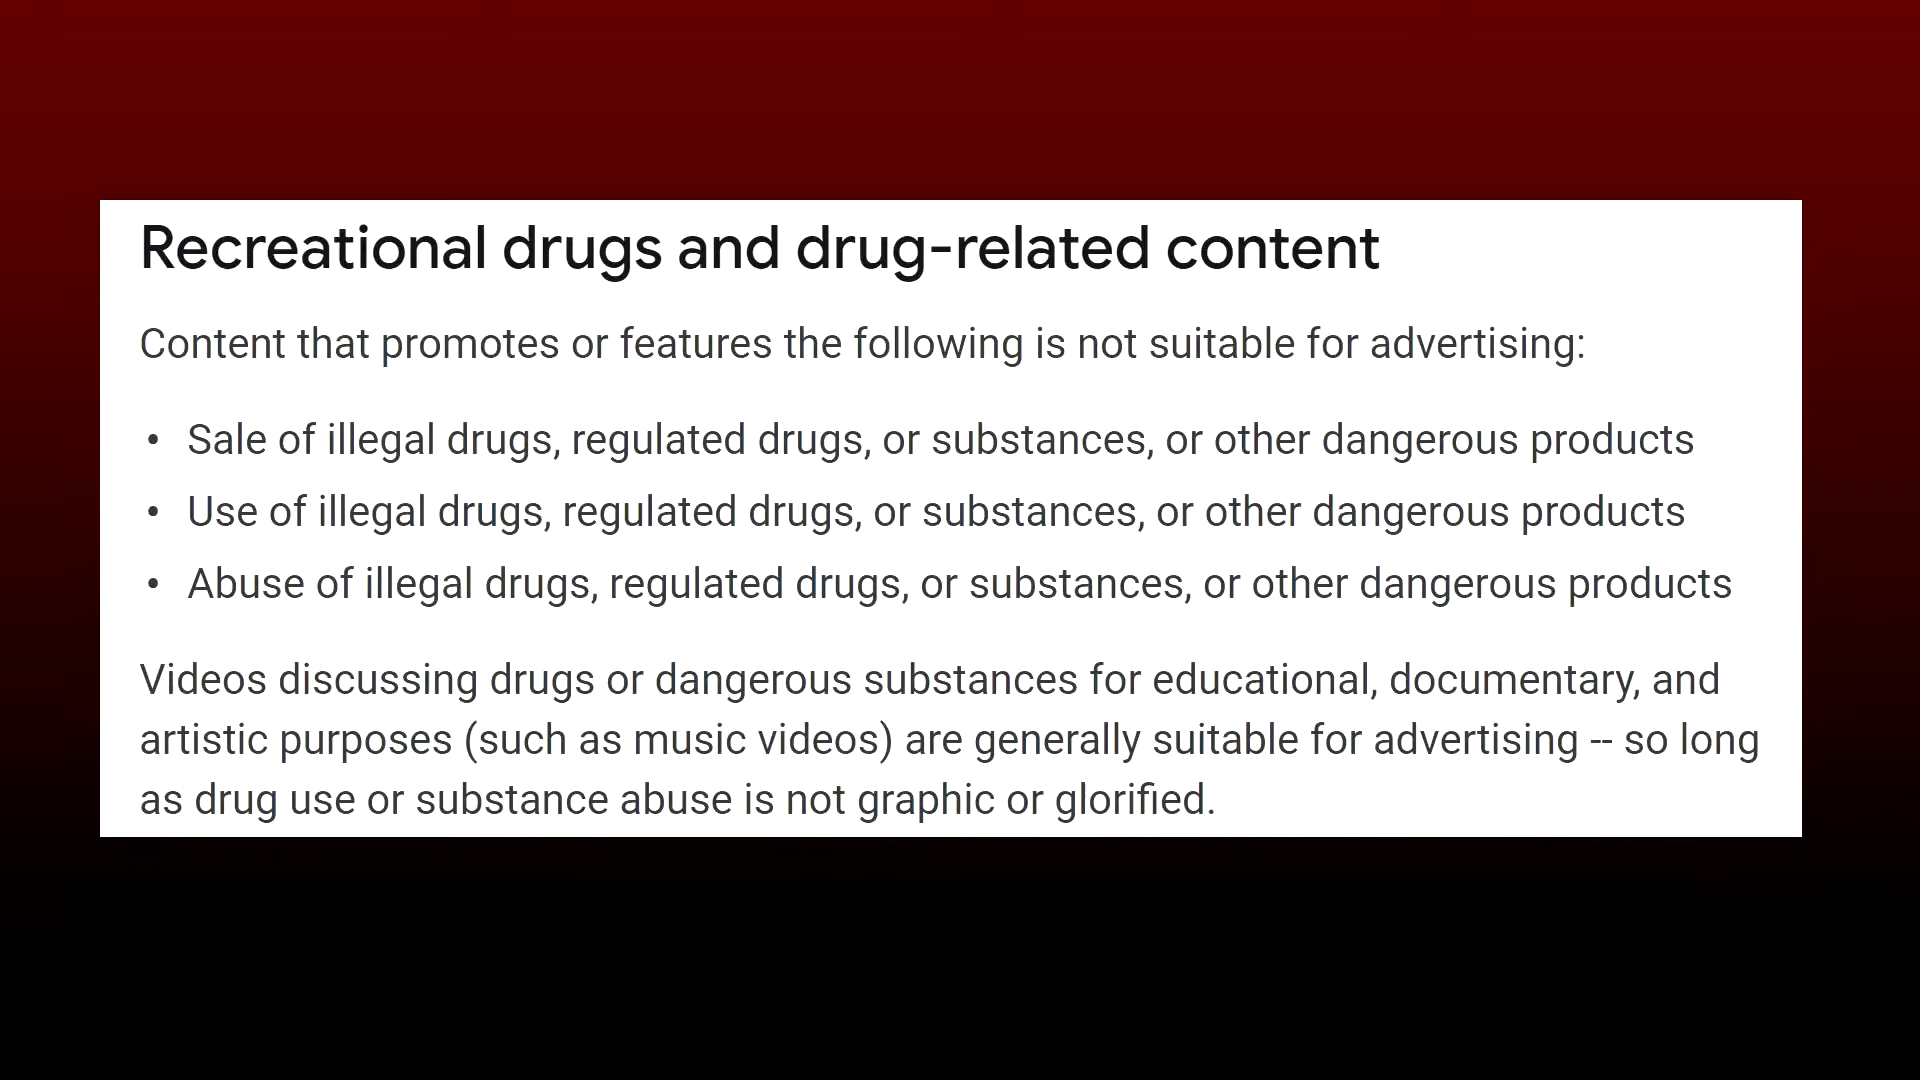 Recreational drugs and drug-related content
Content that promotes or features the following is not suitable for advertising:
• Sale of illegal drugs, regulated drugs, or substances, or other dangerous products
• Use of illegal drugs, regulated drugs, or substances, or other dangerous products
• Abuse of illegal drugs, regulated drugs, or substances, or other dangerous products
Videos discussing drugs or dangerous substances for educational, documentary, and
artistic purposes (such as music videos) are generally suitable for advertising -- so long
as drug use or substance abuse is not graphic or glorified.